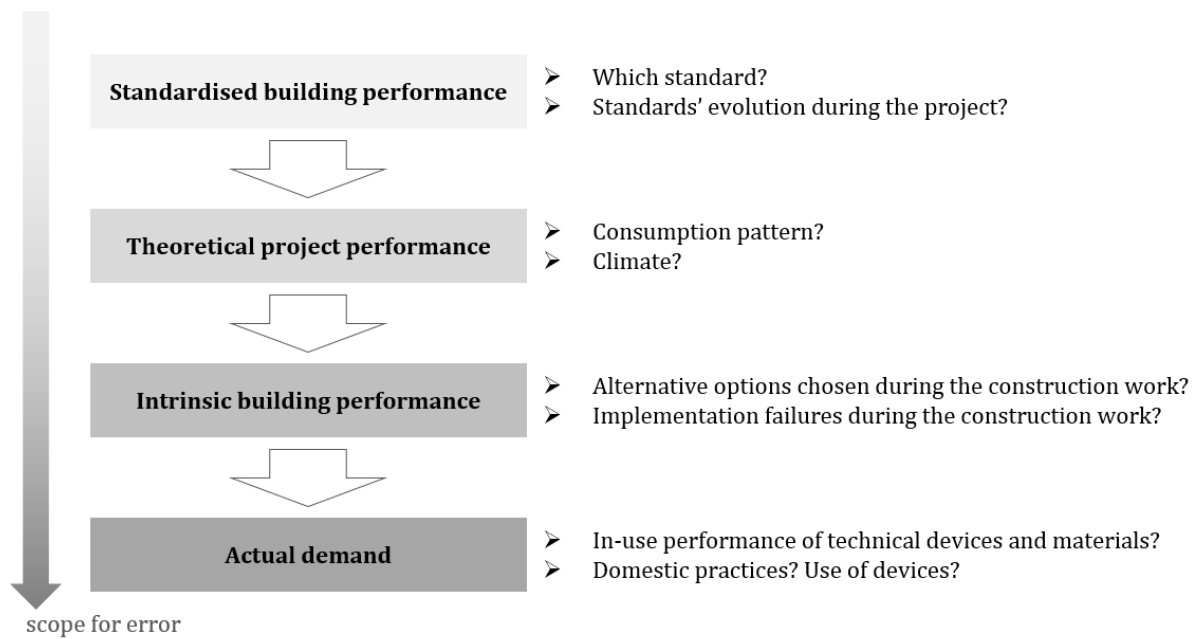 Standardised building performance
Which standard?
Standards’ evolution during the project?
Theoretical project performance
Consumption pattern?
Climate?
Intrinsic building performance
Alternative options chosen during the construction work?
Implementation failures during the construction work?
Actual demand
In-use performance of technical devices and materials?
Domestic practices? Use of devices?
scope for error